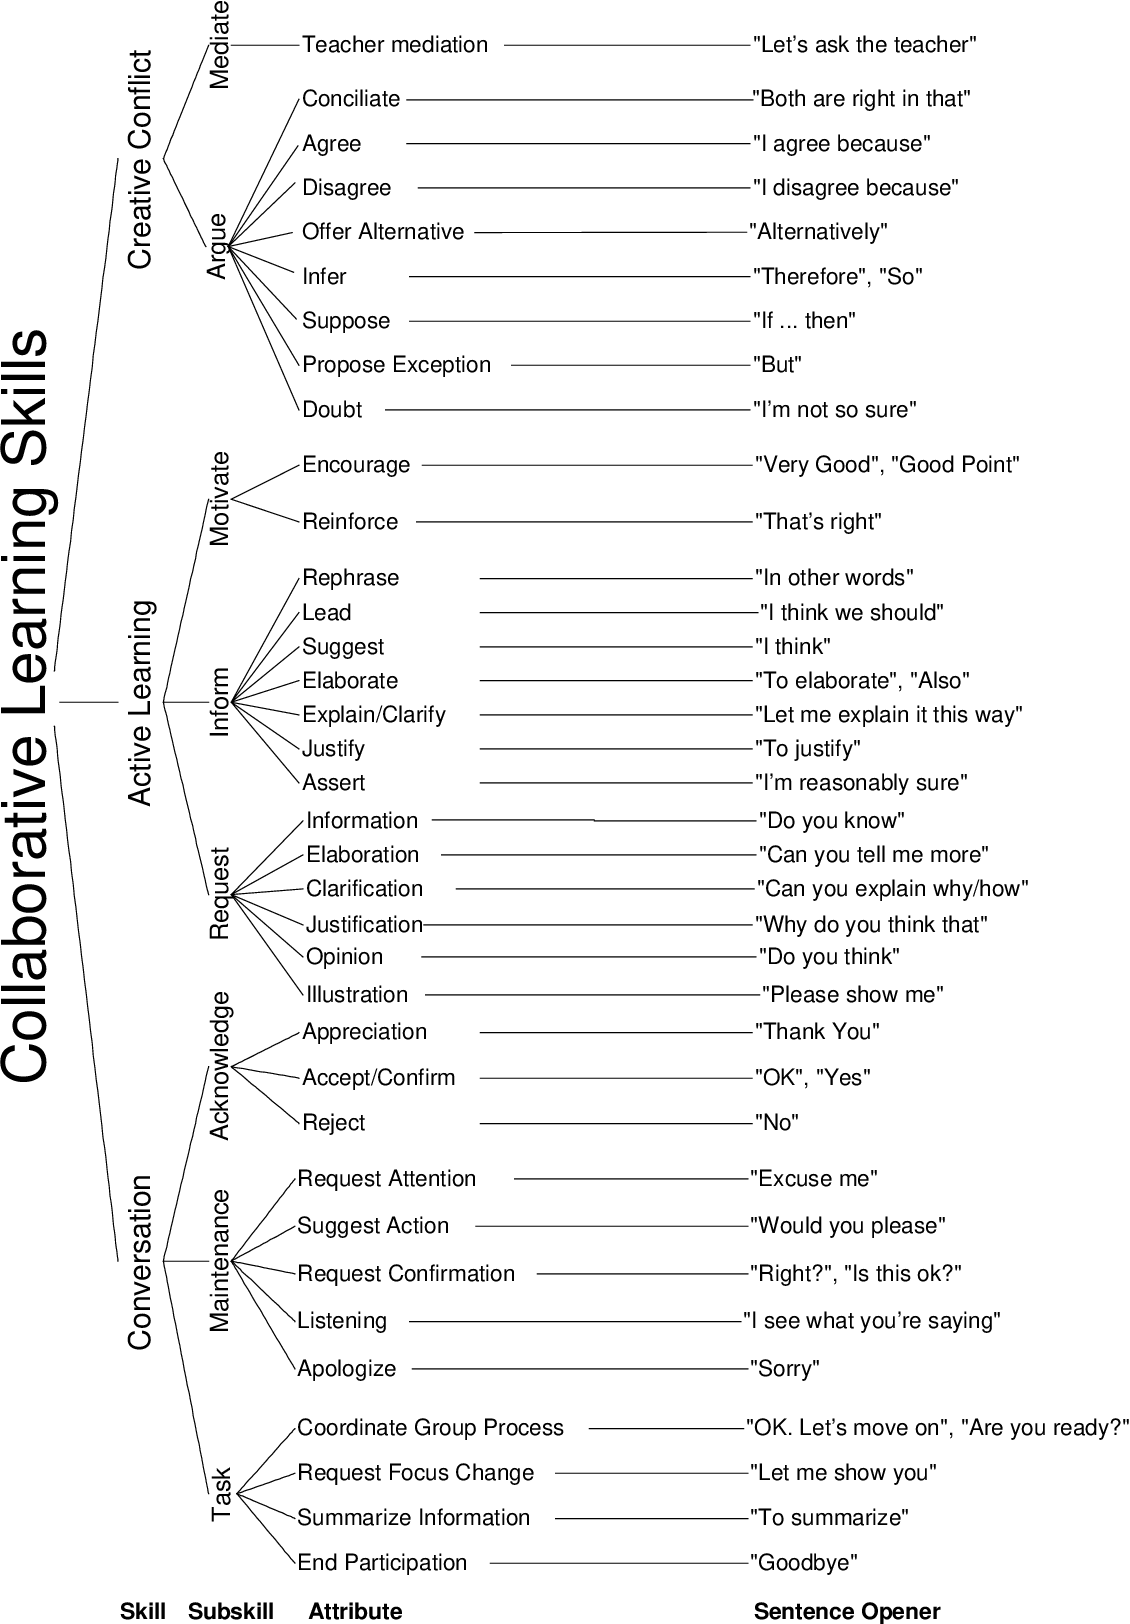 Collaborative Learning Skills
Creative Conflict
Mediate
Teacher mediation "Let's ask the teacher"
Argue
Conciliate "Both are right in that"
Agree "I agree because"
Disagree "I disagree because"
Offer Alternative "Alternatively"
Infer "Therefore", "So"
Suppose "If ... then"
Propose Exception "But"
Doubt "I'm not so sure"
Active Learning
Motivate
Encourage "Very Good", "Good Point"
Reinforce "That's right"
Inform
Rephrase "In other words"
Lead "I think we should"
Suggest "I think"
Elaborate "To elaborate", "Also"
Explain/Clarify "Let me explain it this way"
Justify "To justify"
Assert "I'm reasonably sure"
Request
Information "Do you know"
Elaboration "Can you tell me more"
Clarification "Can you explain why/how"
Justification "Why do you think that"
Opinion "Do you think"
Illustration "Please show me"
Conversation
Acknowledge
Appreciation "Thank You"
Accept/Confirm "OK", "Yes"
Reject "No"
Maintenance
Request Attention "Excuse me"
Suggest Action "Would you please"
Request Confirmation "Right?", "Is this ok?"
Listening "I see what you're saying"
Apologize "Sorry"
Task
Coordinate Group Process "OK. Let's move on", "Are you ready?"
Request Focus Change "Let me show you"
Summarize Information "To summarize"
End Participation "Goodbye"
Skill Subskill Attribute Sentence Opener